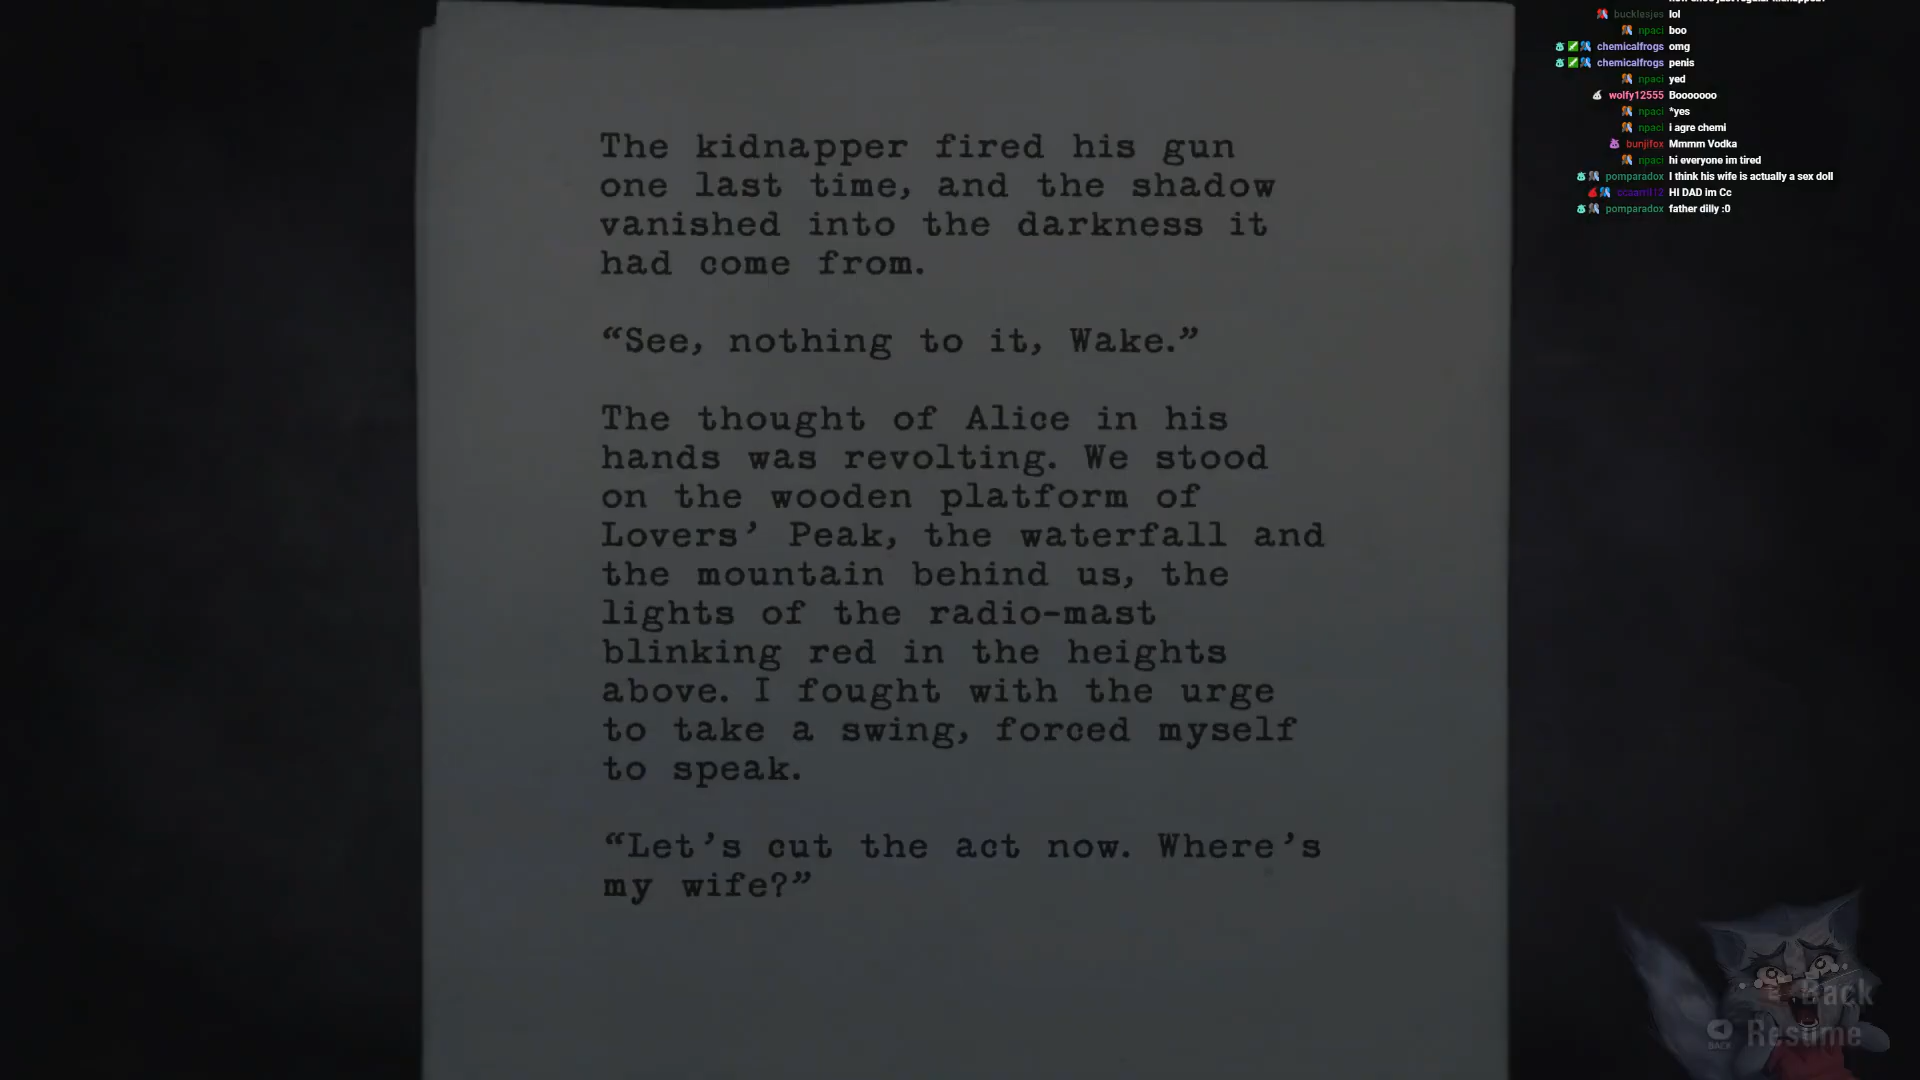 The kidnapper fired his gun
one last time, and the shadow
vanished into the darkness it
had come from.
“See, nothing to it, Wake.”
The thought of Alice in his
hands was revolting. We stood
on the wooden platform of
Lovers’ Peak, the waterfall and
the mountain behind us, the
lights of the radio-mast
blinking red in the heights
above. I fought with the urge
to take a swing, forced myself
to speak.
“Let’s cut the act now. Where’s
my wife?”
bucklesjes lol
npaci boo
chemicalfrogs omg
chemicalfrogs penis
npaci yed
wolfy12555 Booooooo
npaci *yes
npaci i agre chemi
bunjifox Mmmm Vodka
npaci hi everyone im tired
pomparadox I think his wife is actually a sex doll
HI DAD im Cc
pomparadox father dilly :0
Back
BACK Resume